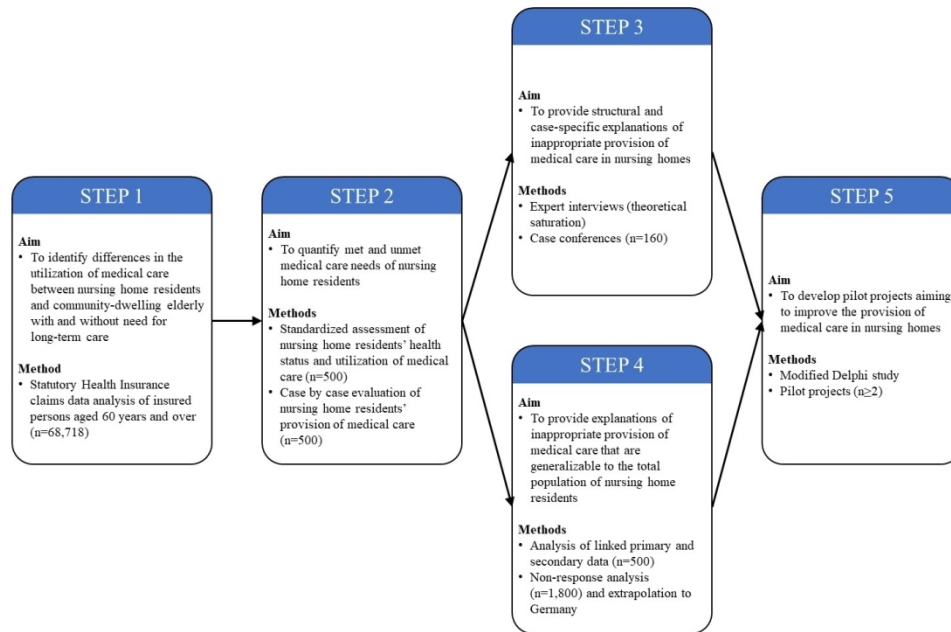 STEP 1
Aim
• To identify differences in the
utilization of medical care
between nursing home residents
and community-dwelling elderly
with and without need for
long-term care
Method
• Statutory Health Insurance
claims data analysis of insured
persons aged 60 years and over
(n=68,718)
STEP 2
Aim
• To quantify met and unmet
medical care needs of nursing
home residents
Methods
• Standardized assessment of
nursing home residents' health
status and utilization of medical
care (n=500)
• Case by case evaluation of
nursing home residents'
provision of medical care
(n=500)
STEP 3
Aim
• To provide structural and
case-specific explanations of
inappropriate provision of
medical care in nursing homes
Methods
• Expert interviews (theoretical
saturation)
• Case conferences (n=160)
STEP 4
Aim
• To provide explanations of
inappropriate provision of
medical care that are
generalizable to the total
population of nursing home
residents
Methods
• Analysis of linked primary and
secondary data (n=500)
• Non-response analysis
(n=1,800) and extrapolation to
Germany
STEP 5
Aim
• To develop pilot projects aiming
to improve the provision of
medical care in nursing homes
Methods
• Modified Delphi study
• Pilot projects (n≥2)